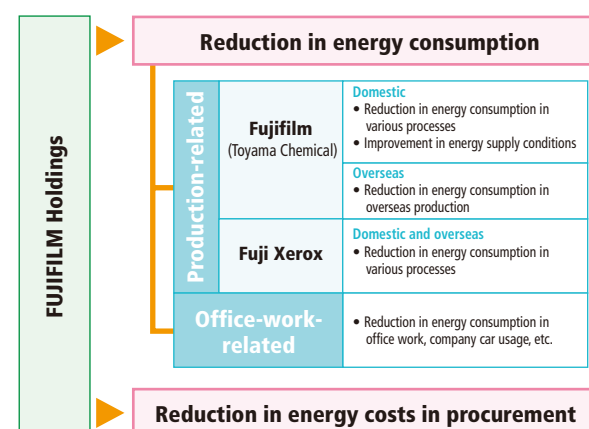 FUJIFILM Holdings
Reduction in energy consumption
Production-related
Fujifilm
(Toyama Chemical)
Domestic
• Reduction in energy consumption in
various processes
• Improvement in energy supply conditions
Overseas
• Reduction in energy consumption in
overseas production
Fuji Xerox
Domestic and overseas
• Reduction in energy consumption in
various processes
Office-work-
related
• Reduction in energy consumption in
office work, company car usage, etc.
Reduction in energy costs in procurement